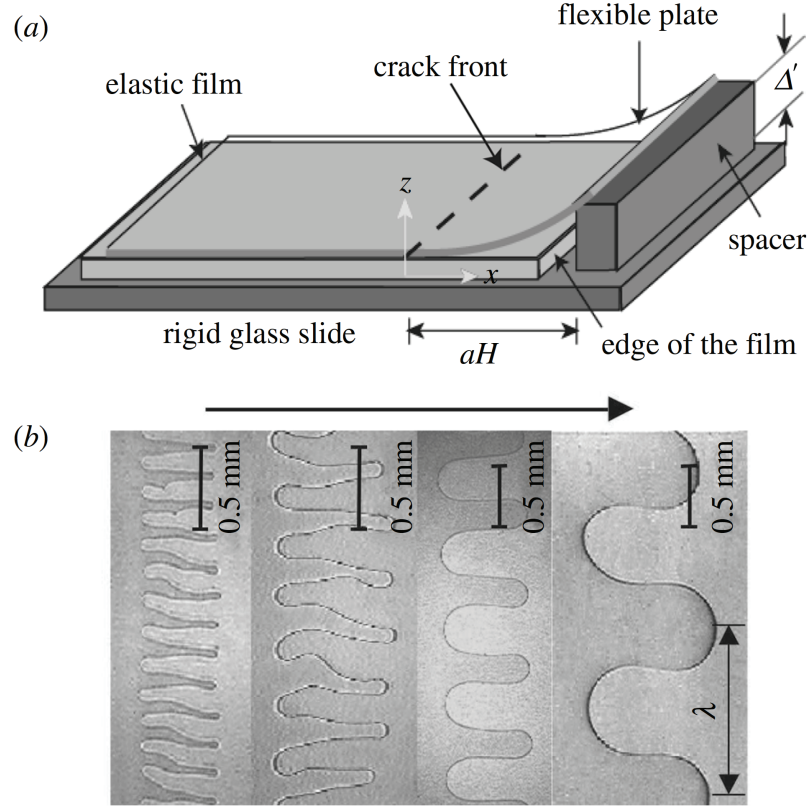 (a)
flexible plate
crack front
elastic film
Δ′
z
spacer
x
rigid glass slide
aH
edge of the film
(b)
0.5 mm
0.5 mm
0.5 mm
0.5 mm
λ